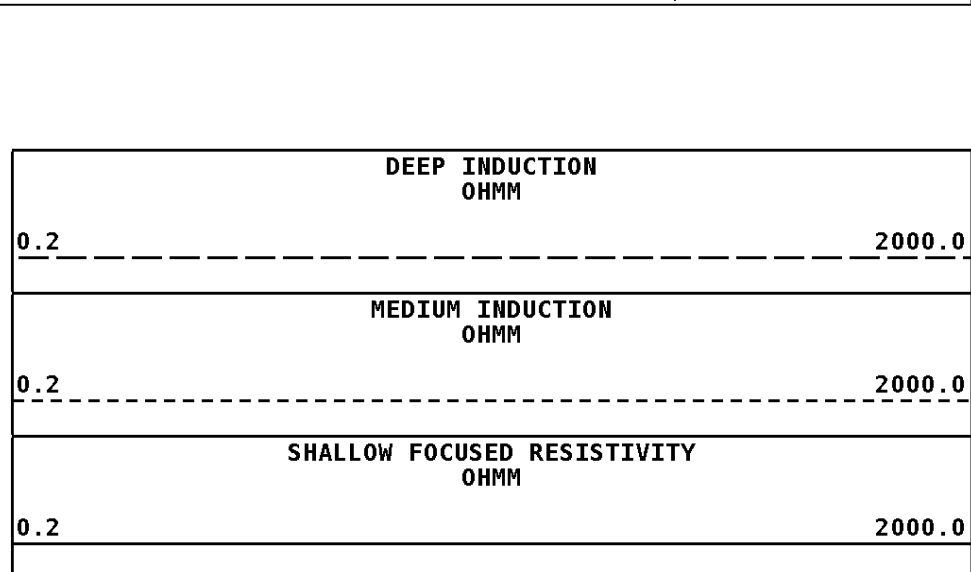 DEEP INDUCTION
OHMM
0.2 2000.0
MEDIUM INDUCTION
OHMM
0.2 2000.0
SHALLOW FOCUSED RESISTIVITY
OHMM
0.2 2000.0